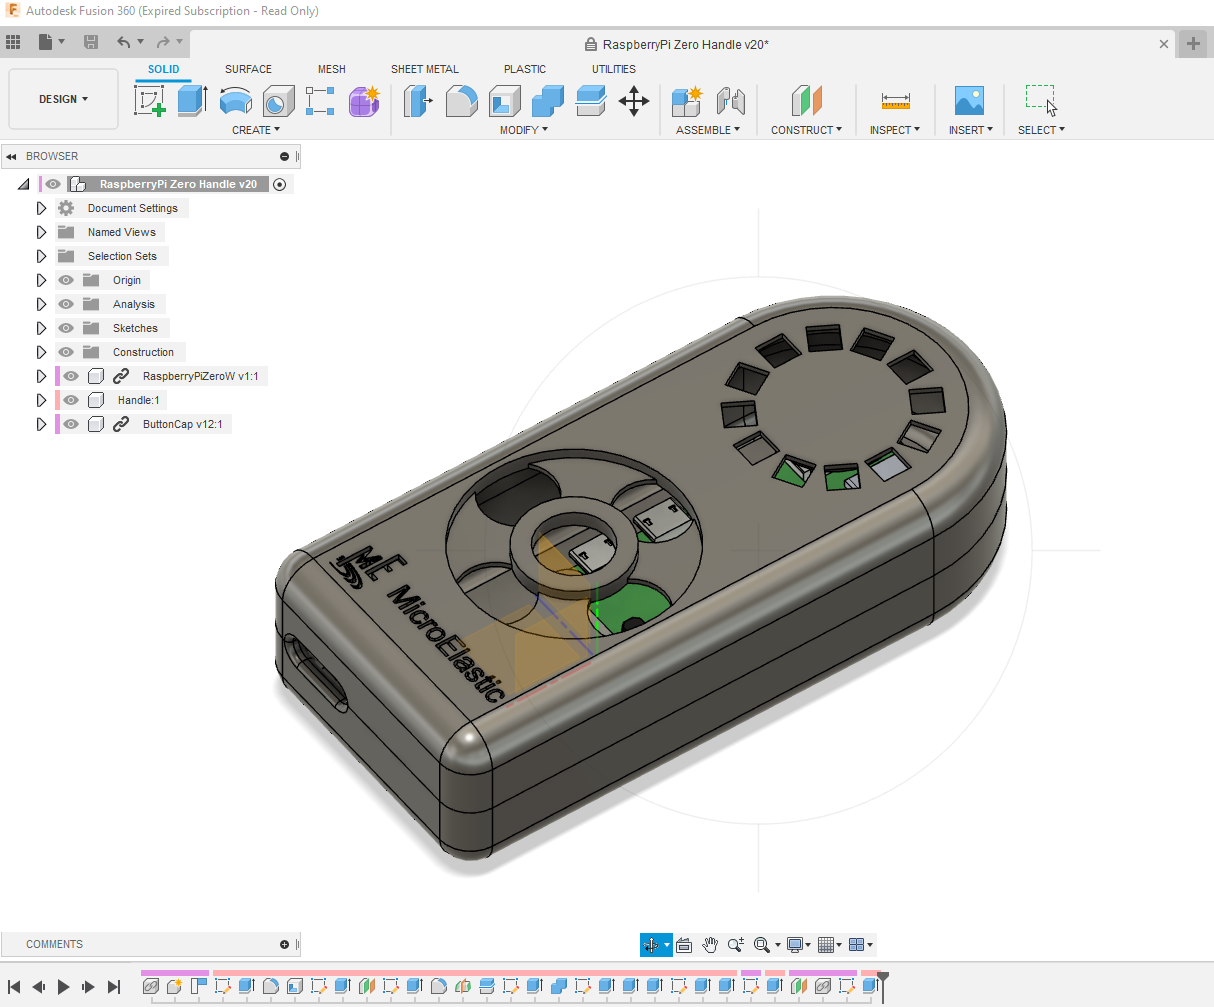 Autodesk Fusion 360 (Expired Subscription - Read Only)
RaspberryPi Zero Handle v20*
SOLID SURFACE MESH SHEET METAL PLASTIC UTILITIES
DESIGN
CREATE MODIFY ASSEMBLE CONSTRUCT INSPECT INSERT SELECT
BROWSER
RaspberryPi Zero Handle v20
Document Settings
Named Views
Selection Sets
Origin
Analysis
Sketches
Construction
RaspberryPiZeroW v1:1
Handle:1
ButtonCap v12:1
ME
MicroElastic
COMMENTS